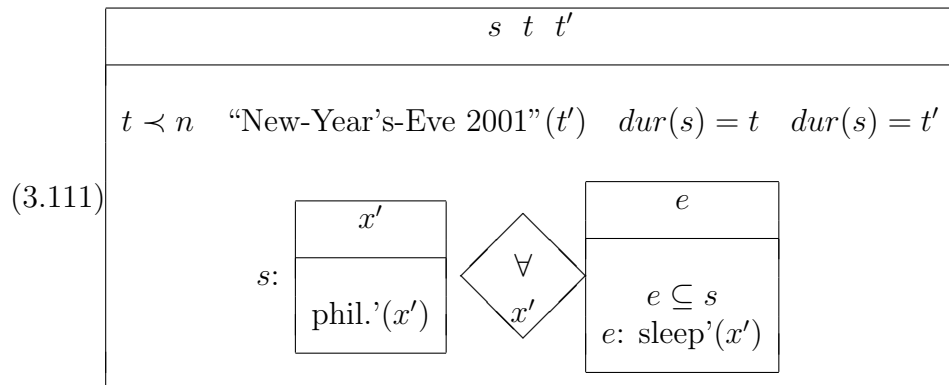 s t t′
t ≺ n “New-Year's-Eve 2001”(t′) dur(s) = t dur(s) = t′
(3.111)
x′ e
s: ∀
x′
phil.’(x′) e ⊆ s
e: sleep’(x′)